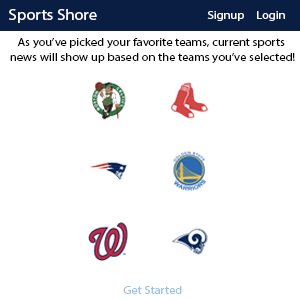 Sports Shore
Signup Login
As you've picked your favorite teams, current sports
news will show up based on the teams you've selected!
GOLDEN STATE
WARRIORS
W
Get Started